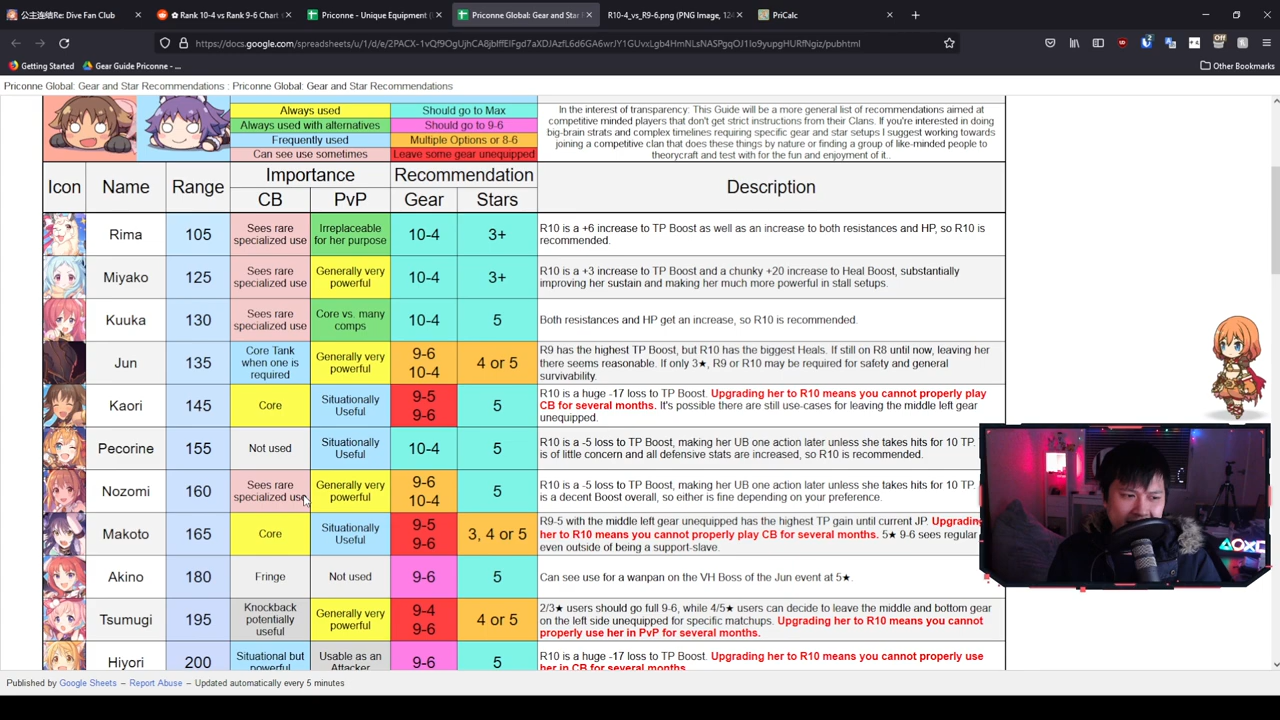 公主连结Re: Dive Fan Club
Rank 10-4 vs Rank 9-6 Chart
Priconne - Unique Equipment (
Priconne Global: Gear and Star
R10-4_vs_R9-6.png (PNG Image, 124
PriCalc
Getting Started
Gear Guide Priconne - ...
Other Bookmarks
Priconne Global: Gear and Star Recommendations : Priconne Global: Gear and Star Recommendations
Always used
Should go to Max
Always used with alternatives
Should go to 9-6
Frequently used
Multiple Options or 8-6
Can see use sometimes
Leave some gear unequipped
In the interest of transparency: This Guide will be a more general list of recommendations aimed at
competitive minded players that don't get strict instructions from their Clans. If you're interested in doing
big-brain strats and complex timelines requiring specific gear and star setups I suggest working towards
joining a competitive clan that does these things by nature or finding a group of like-minded people to
theorycraft and test with for the fun and enjoyment of it..
Icon
Name
Range
Importance
CB
PvP
Recommendation
Gear
Stars
Description
Rima
105
Sees rare
specialized use
Irreplaceable
for her purpose
10-4
3+
R10 is a +6 increase to TP Boost as well as an increase to both resistances and HP, so R10 is
recommended.
Miyako
125
Sees rare
specialized use
Generally very
powerful
10-4
3+
R10 is a +3 increase to TP Boost and a chunky +20 increase to Heal Boost, substantially
improving her sustain and making her much more powerful in stall setups.
Kuuka
130
Sees rare
specialized use
Core vs. many
comps
10-4
5
Both resistances and HP get an increase, so R10 is recommended.
Jun
135
Core Tank
when one is
required
Generally very
powerful
9-6
10-4
4 or 5
R9 has the highest TP Boost, but R10 has the biggest Heals. If still on R8 until now, leaving her
there seems reasonable. If only 3★, R9 or R10 may be required for safety and general
survivability.
Kaori
145
Core
Situationally
Useful
9-5
9-6
5
R10 is a huge -17 loss to TP Boost. Upgrading her to R10 means you cannot properly play
CB for several months. It's possible there are still use-cases for leaving the middle left gear
unequipped.
Pecorine
155
Not used
Situationally
Useful
10-4
5
R10 is a -5 loss to TP Boost, making her UB one action later unless she takes hits for 10 TP.
is of little concern and all defensive stats are increased, so R10 is recommended.
Nozomi
160
Sees rare
specialized use
Generally very
powerful
9-6
10-4
5
R10 is a -5 loss to TP Boost, making her UB one action later unless she takes hits for 10 TP.
is a decent Boost overall, so either is fine depending on your preference.
Makoto
165
Core
Situationally
Useful
9-5
9-6
3, 4 or 5
R9-5 with the middle left gear unequipped has the highest TP gain until current JP. Upgrading
her to R10 means you cannot properly play CB for several months. 5★ 9-6 sees regular
even outside of being a support-slave.
Akino
180
Fringe
Not used
9-6
5
Can see use for a wanpan on the VH Boss of the Jun event at 5★.
Tsumugi
195
Knockback
potentially
useful
Generally very
powerful
9-4
9-6
4 or 5
2/3★ users should go full 9-6, while 4/5★ users can decide to leave the middle and bottom gear
on the left side unequipped for specific matchups. Upgrading her to R10 means you cannot
properly use her in PvP for several months.
Hiyori
200
Situational but
powerful
Usable as an
Attacker
9-6
5
R10 is a huge -17 loss to TP Boost. Upgrading her to R10 means you cannot properly use
her in CB for several months.
Published by Google Sheets – Report Abuse – Updated automatically every 5 minutes